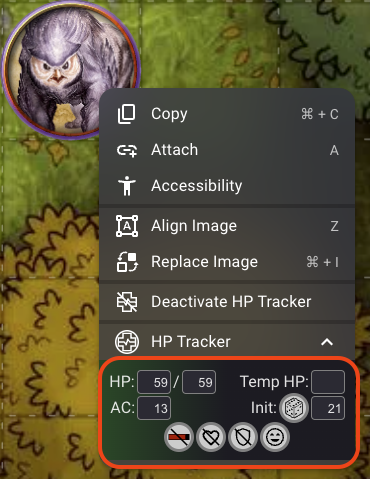 Copy ⌘ + C
Attach A
Accessibility
Align Image Z
Replace Image ⌘ + I
Deactivate HP Tracker
HP Tracker
HP: 59 / 59 Temp HP:
AC: 13 Init: 21